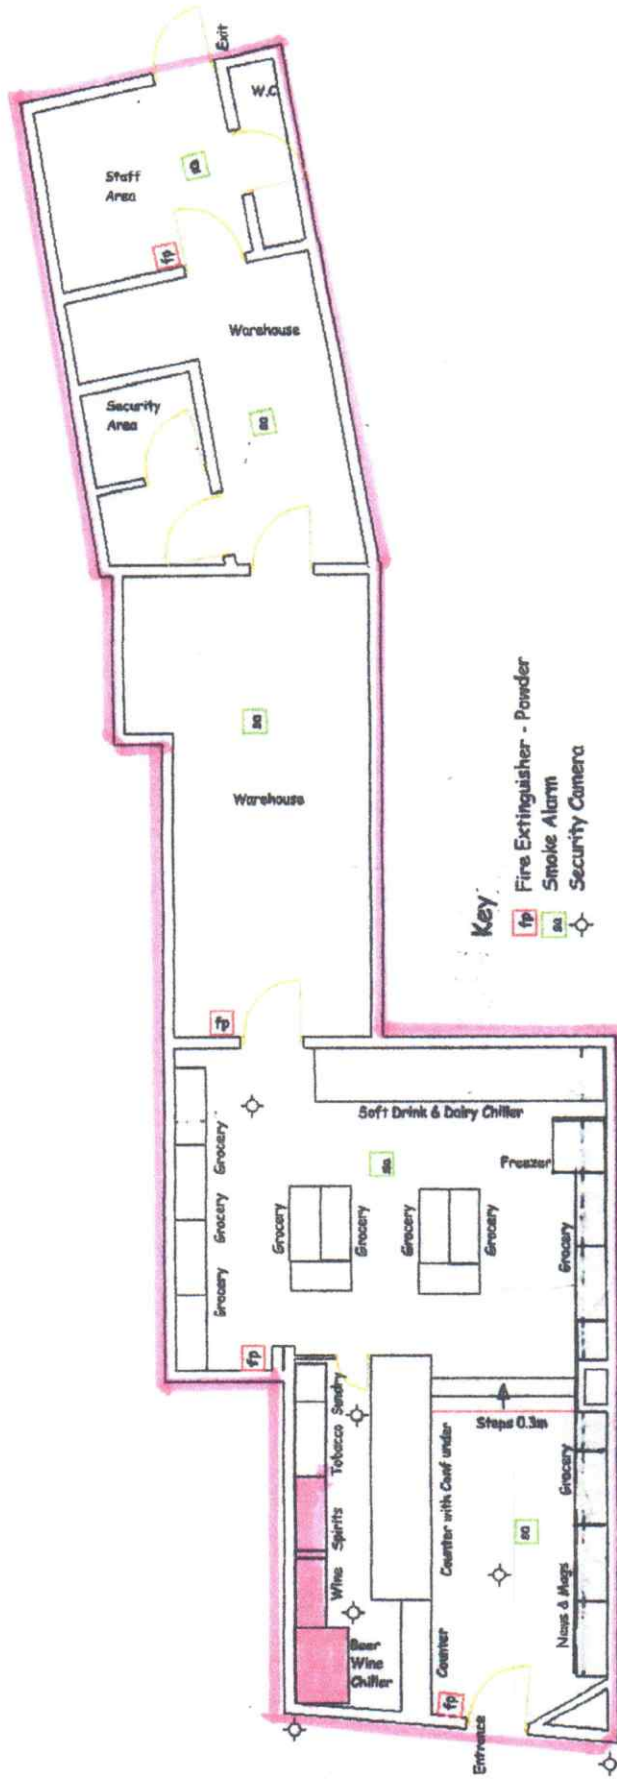 Exit
W.C
Staff
Area
sa
fp
Warehouse
Security
Area
sa
sa
Warehouse
fp
Key
fp Fire Extinguisher - Powder
sa Smoke Alarm
Security Camera
Soft Drink & Dairy Chiller
Grocery
Grocery
Grocery
sa
Freezer
Grocery
Grocery
Grocery
Grocery
Grocery
fp
Steps 0.3m
Sundry
Tobacco
Spirits
Wine
Beer
Wine
Chiller
Counter with Conf under
Counter
sa
Grocery
News & Mags
fp
Entrance